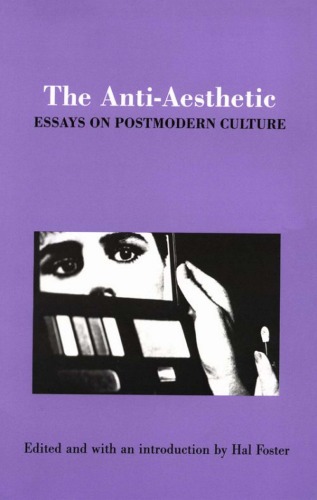 The Anti-Aesthetic
ESSAYS ON POSTMODERN CULTURE
Edited and with an introduction by Hal Foster